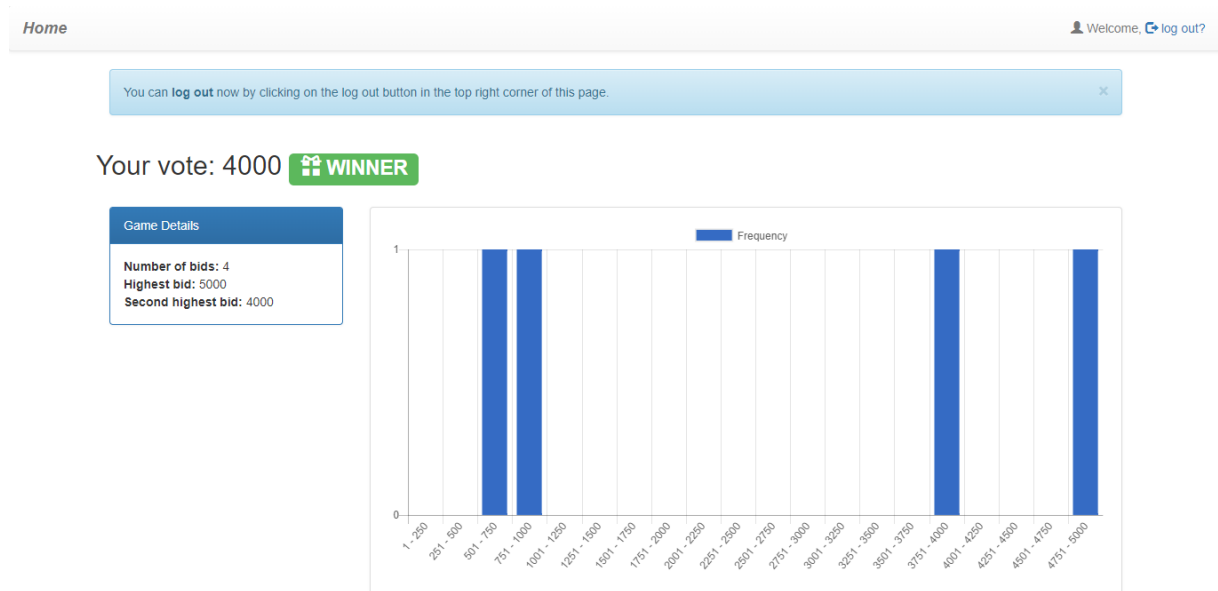 Home
Welcome, log out?
You can log out now by clicking on the log out button in the top right corner of this page.
×
Your vote: 4000 WINNER
Game Details
Number of bids: 4
Highest bid: 5000
Second highest bid: 4000
Frequency
1
0
1 - 250
251 - 500
501 - 750
751 - 1000
1001 - 1250
1251 - 1500
1501 - 1750
1751 - 2000
2001 - 2250
2251 - 2500
2501 - 2750
2751 - 3000
3001 - 3250
3251 - 3500
3501 - 3750
3751 - 4000
4001 - 4250
4251 - 4500
4501 - 4750
4751 - 5000